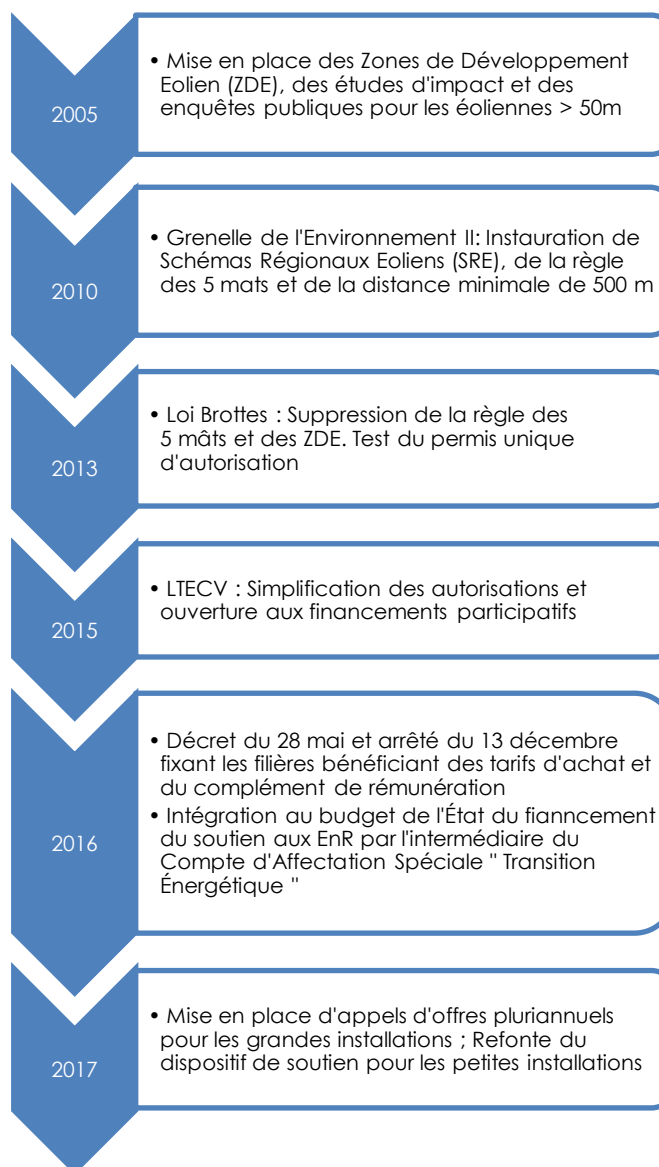 2005
• Mise en place des Zones de Développement
Eolien (ZDE), des études d'impact et des
enquêtes publiques pour les éoliennes > 50m
2010
• Grenelle de l'Environnement II: Instauration de
Schémas Régionaux Eoliens (SRE), de la règle
des 5 mats et de la distance minimale de 500 m
2013
• Loi Brottes : Suppression de la règle des
5 mâts et des ZDE. Test du permis unique
d'autorisation
2015
• LTECV : Simplification des autorisations et
ouverture aux financements participatifs
2016
• Décret du 28 mai et arrêté du 13 décembre
fixant les filières bénéficiant des tarifs d'achat et
du complément de rémunération
• Intégration au budget de l'État du fianncement
du soutien aux EnR par l'intermédiaire du
Compte d'Affectation Spéciale " Transition
Énergétique "
2017
• Mise en place d'appels d'offres pluriannuels
pour les grandes installations ; Refonte du
dispositif de soutien pour les petites installations